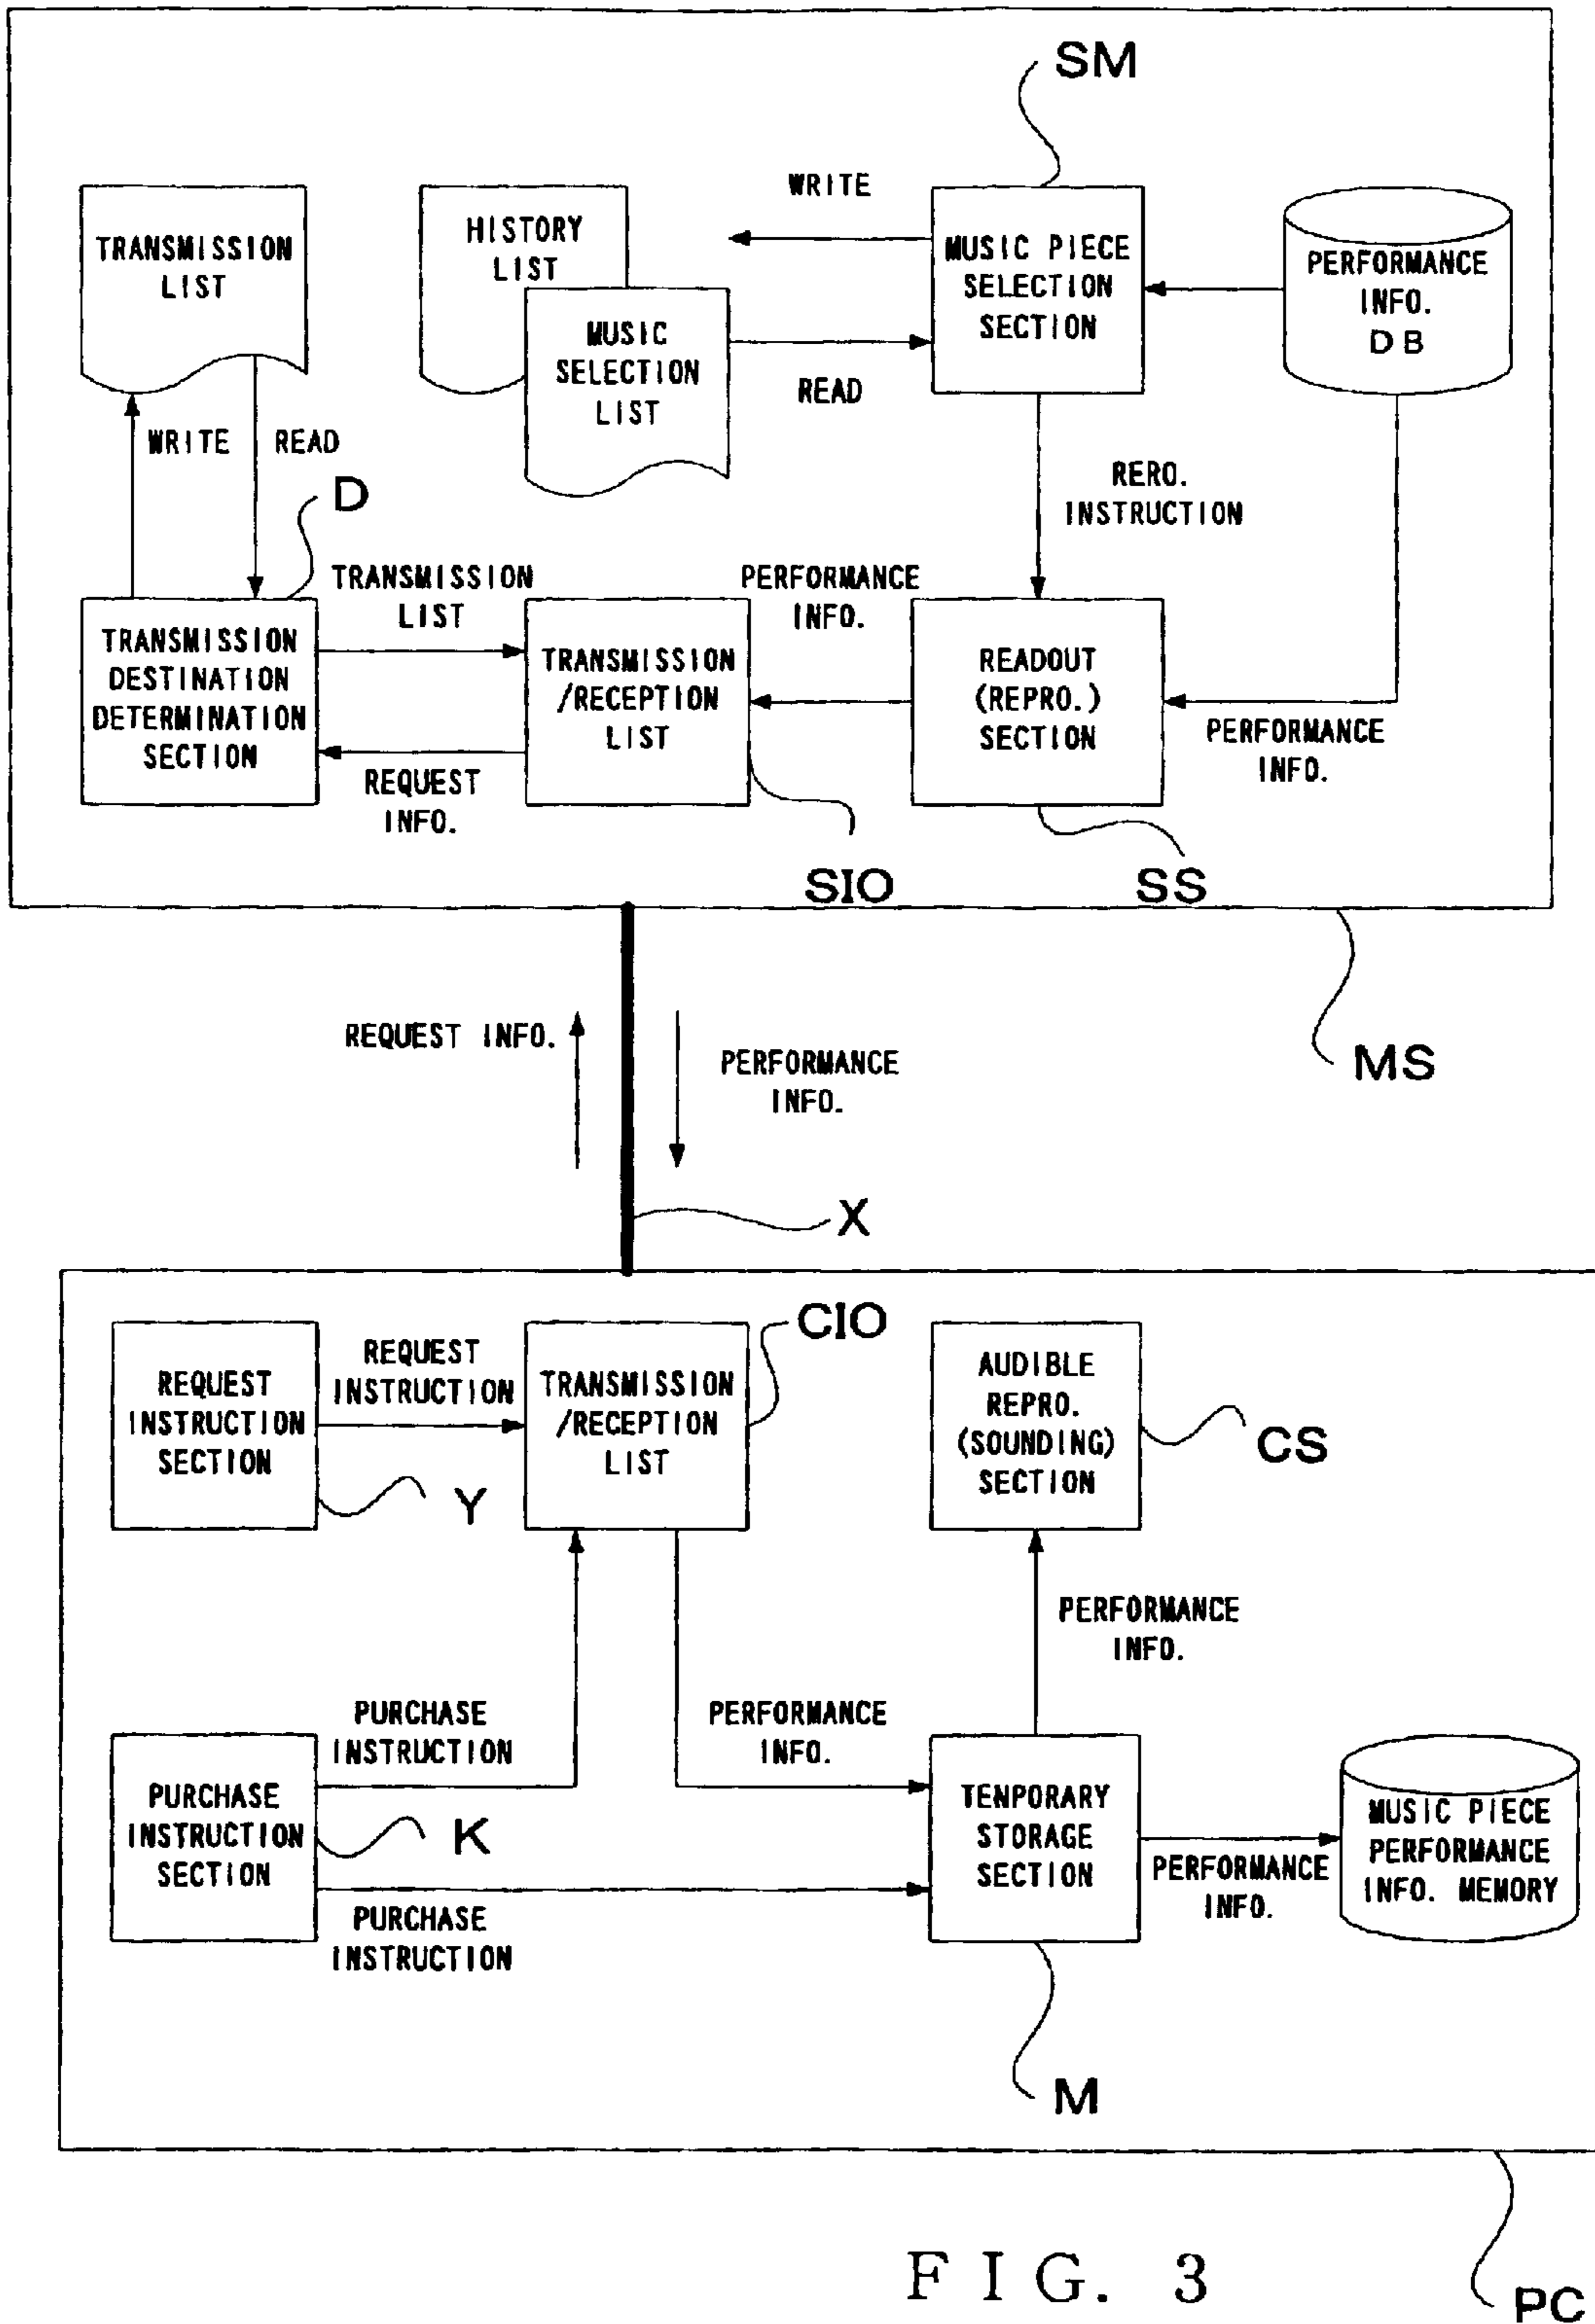 SM
WRITE
TRANSMISSION
LIST
HISTORY
LIST
MUSIC PIECE
SELECTION
SECTION
PERFORMANCE
INFO.
DB
MUSIC
SELECTION
LIST
READ
WRITE
READ
D
RERO.
INSTRUCTION
TRANSMISSION
LIST
PERFORMANCE
INFO.
TRANSMISSION
DESTINATION
DETERMINATION
SECTION
TRANSMISSION
/RECEPTION
LIST
READOUT
(REPRO.)
SECTION
PERFORMANCE
INFO.
REQUEST
INFO.
SIO
SS
MS
REQUEST INFO.
PERFORMANCE
INFO.
X
CIO
REQUEST
INSTRUCTION
SECTION
REQUEST
INSTRUCTION
TRANSMISSION
/RECEPTION
LIST
AUDIBLE
REPRO.
(SOUNDING)
SECTION
CS
Y
PERFORMANCE
INFO.
PURCHASE
INSTRUCTION
PERFORMANCE
INFO.
PURCHASE
INSTRUCTION
SECTION
K
TENPORARY
STORAGE
SECTION
MUSIC PIECE
PERFORMANCE
INFO. MEMORY
PERFORMANCE
INFO.
PURCHASE
INSTRUCTION
M
PC
FIG. 3